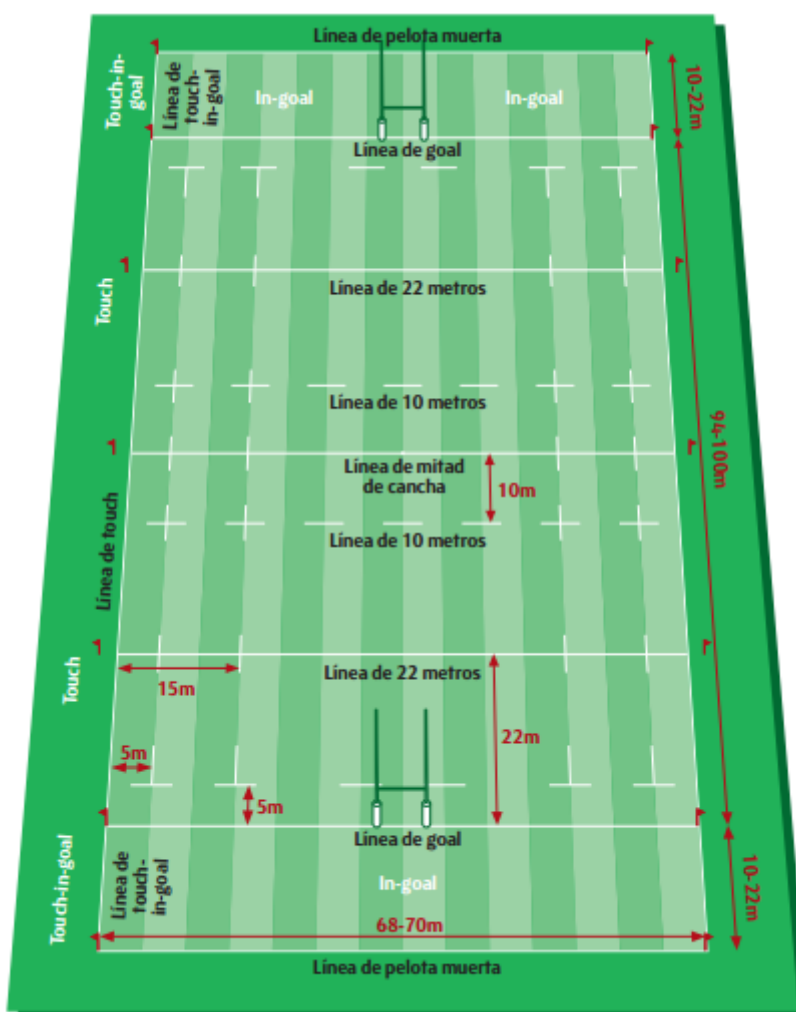 Línea de pelota muerta
Touch-in-
goal
Línea de
touch-
in-goal
In-goal
In-goal
10-22m
Línea de goal
Touch
Línea de 22 metros
Línea de 10 metros
94-100m
Línea de mitad
de cancha
10m
Línea de touch
Línea de 10 metros
Touch
15m
Línea de 22 metros
22m
5m
5m
Línea de goal
Touch-in-goal
Línea de
touch-
in-goal
In-goal
10-22m
68-70m
Línea de pelota muerta